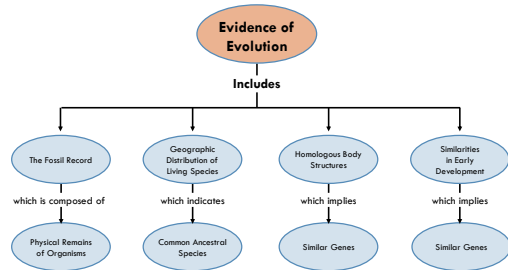 Evidence of
Evolution
Includes
The Fossil Record
Geographic
Distribution of
Living Species
Homologous Body
Structures
Similarities
in Early
Development
which is composed of
which indicates
which implies
which implies
Physical Remains
of Organisms
Common Ancestral
Species
Similar Genes
Similar Genes